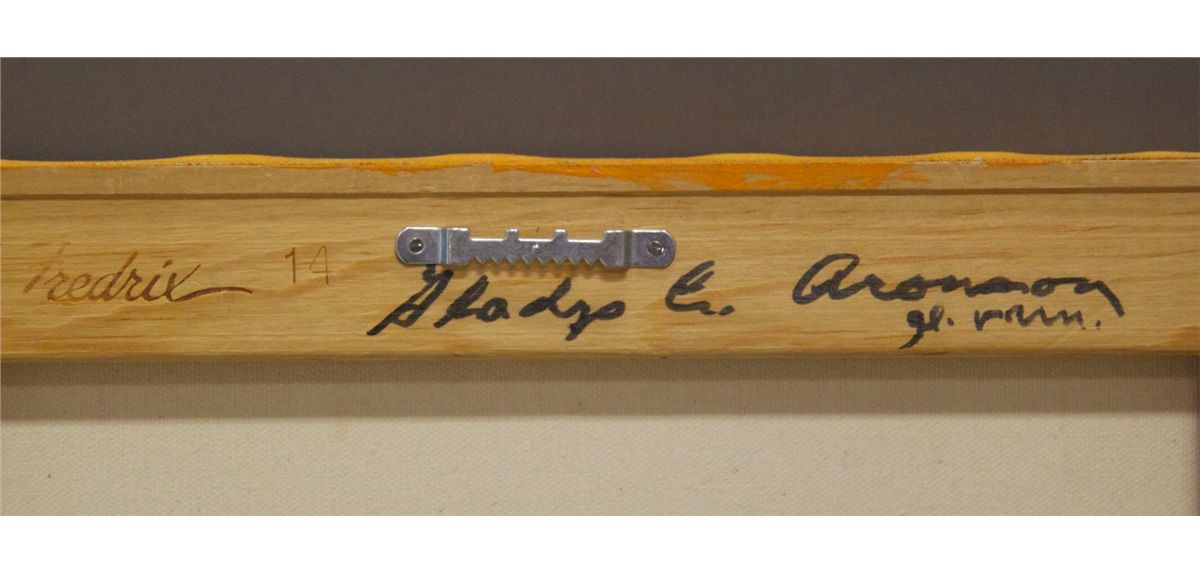 Fredrix 14
Gladys E. Aronson